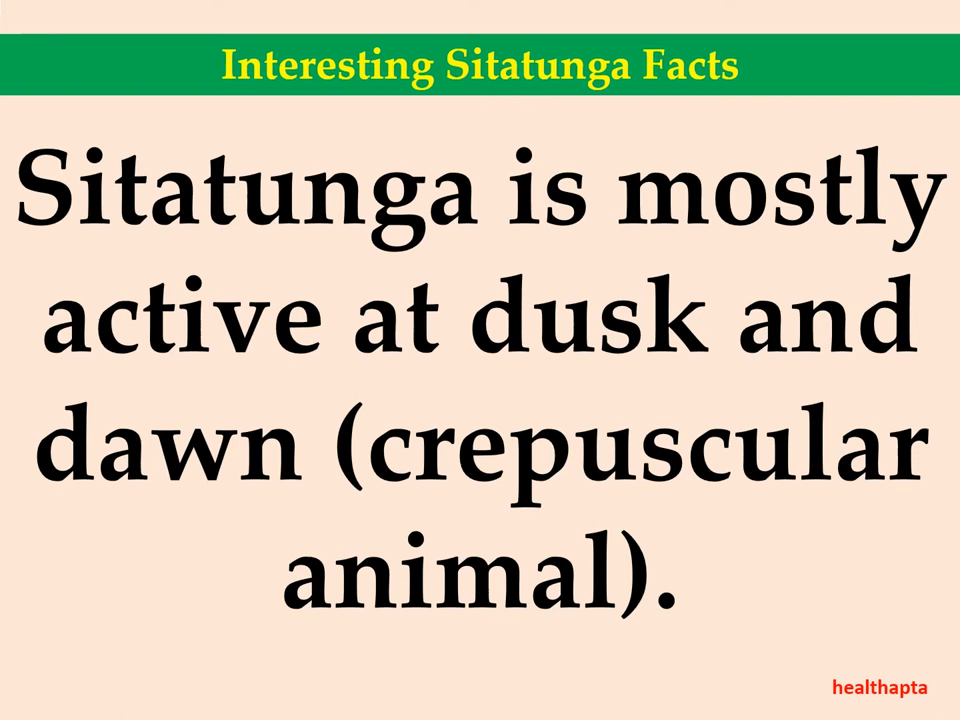 Interesting Sitatunga Facts
Sitatunga is mostly
active at dusk and
dawn (crepuscular
animal).
healthapta